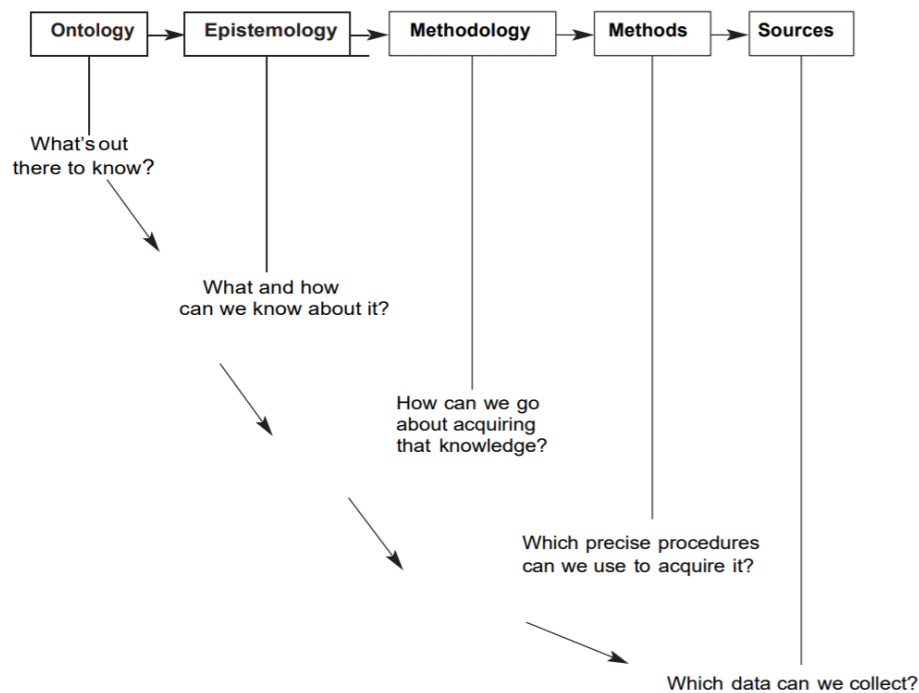 Ontology
Epistemology
Methodology
Methods
Sources
What's out
there to know?
What and how
can we know about it?
How can we go
about acquiring
that knowledge?
Which precise procedures
can we use to acquire it?
Which data can we collect?